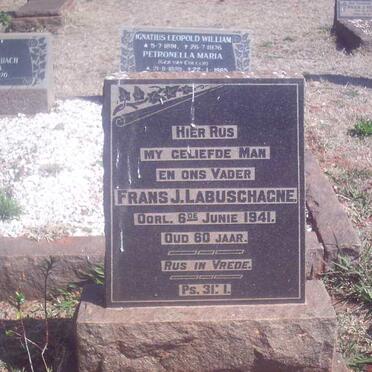 IGNATIUS LEOPOLD WILLIAM
PETRONELLA MARIA
HIER RUS
MY GELIEFDE MAN
EN ONS VADER
FRANS J. LABUSCHAGNE
OORL. 6DE JUNIE 1941.
OUD 60 JAAR.
RUS IN VREDE.
PS. 31: 1.